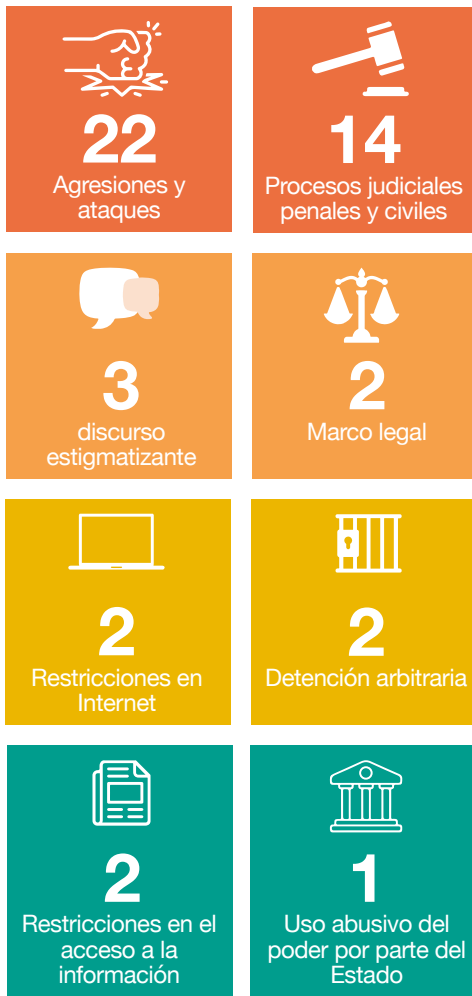 22
Agresiones y
ataques
14
Procesos judiciales
penales y civiles
3
discurso
estigmatizante
2
Marco legal
2
Restricciones en
Internet
2
Detención arbitraria
2
Restricciones en el
acceso a la
información
1
Uso abusivo del
poder por parte del
Estado